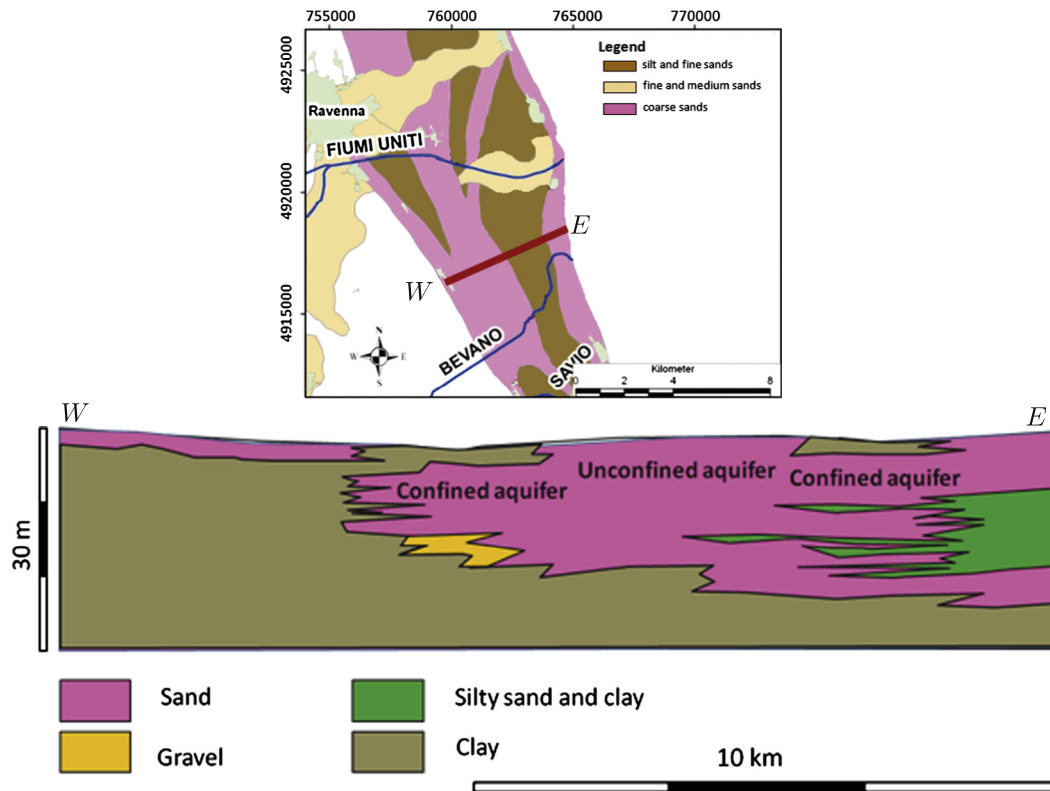 755000 760000 765000 770000
4925000
4920000
4915000
Legend
silt and fine sands
fine and medium sands
coarse sands
Ravenna
FIUMI UNITI
E
W
BEVANO
SAVIO
N
W E
S
Kilometer
0 2 4 8
W E
30 m
Confined aquifer
Unconfined aquifer
Confined aquifer
Sand
Silty sand and clay
Gravel
Clay
10 km